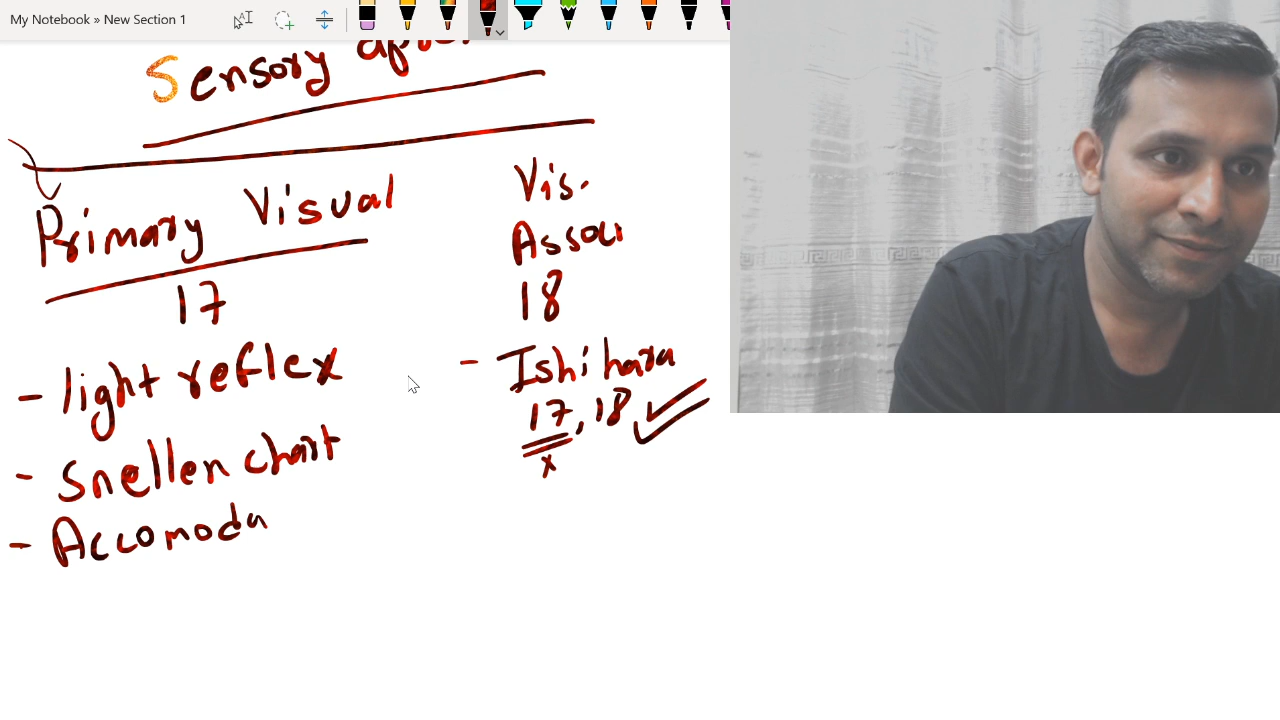 My Notebook » New Section 1
Sensory
Primary Visual
17
- light reflex
- Snellen chart
- Accomoda
Vis.
Assoc
18
- Ishihara
17, 18 ✓
x